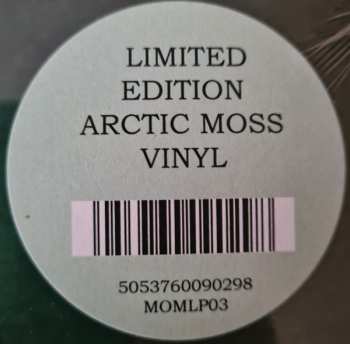 LIMITED
EDITION
ARCTIC MOSS
VINYL
5053760090298
MOMLP03